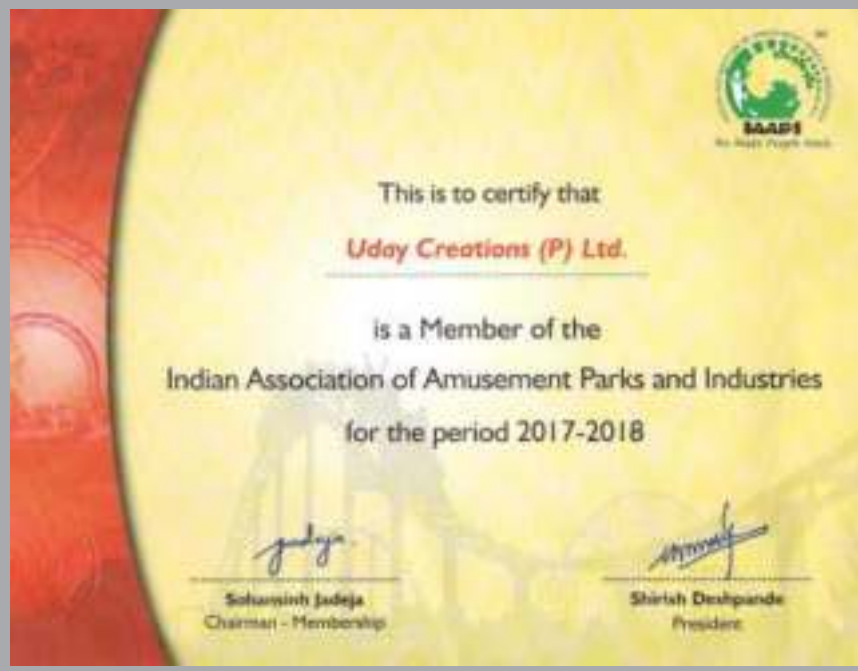 IAAPI
This is to certify that
Uday Creations (P) Ltd.
is a Member of the
Indian Association of Amusement Parks and Industries
for the period 2017-2018
Jadeja
Sohansinh Jadeja
Chairman - Membership
Shirish Deshpande
President